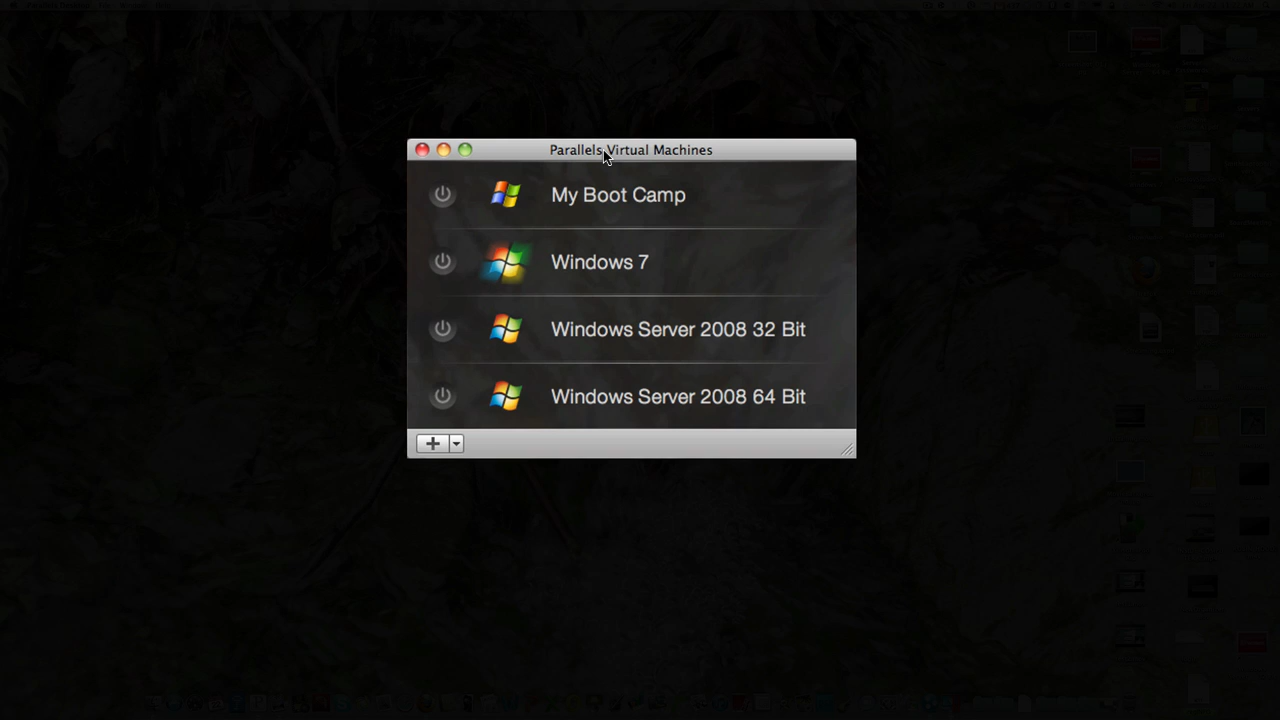 Parallels Virtual Machines
My Boot Camp
Windows 7
Windows Server 2008 32 Bit
Windows Server 2008 64 Bit